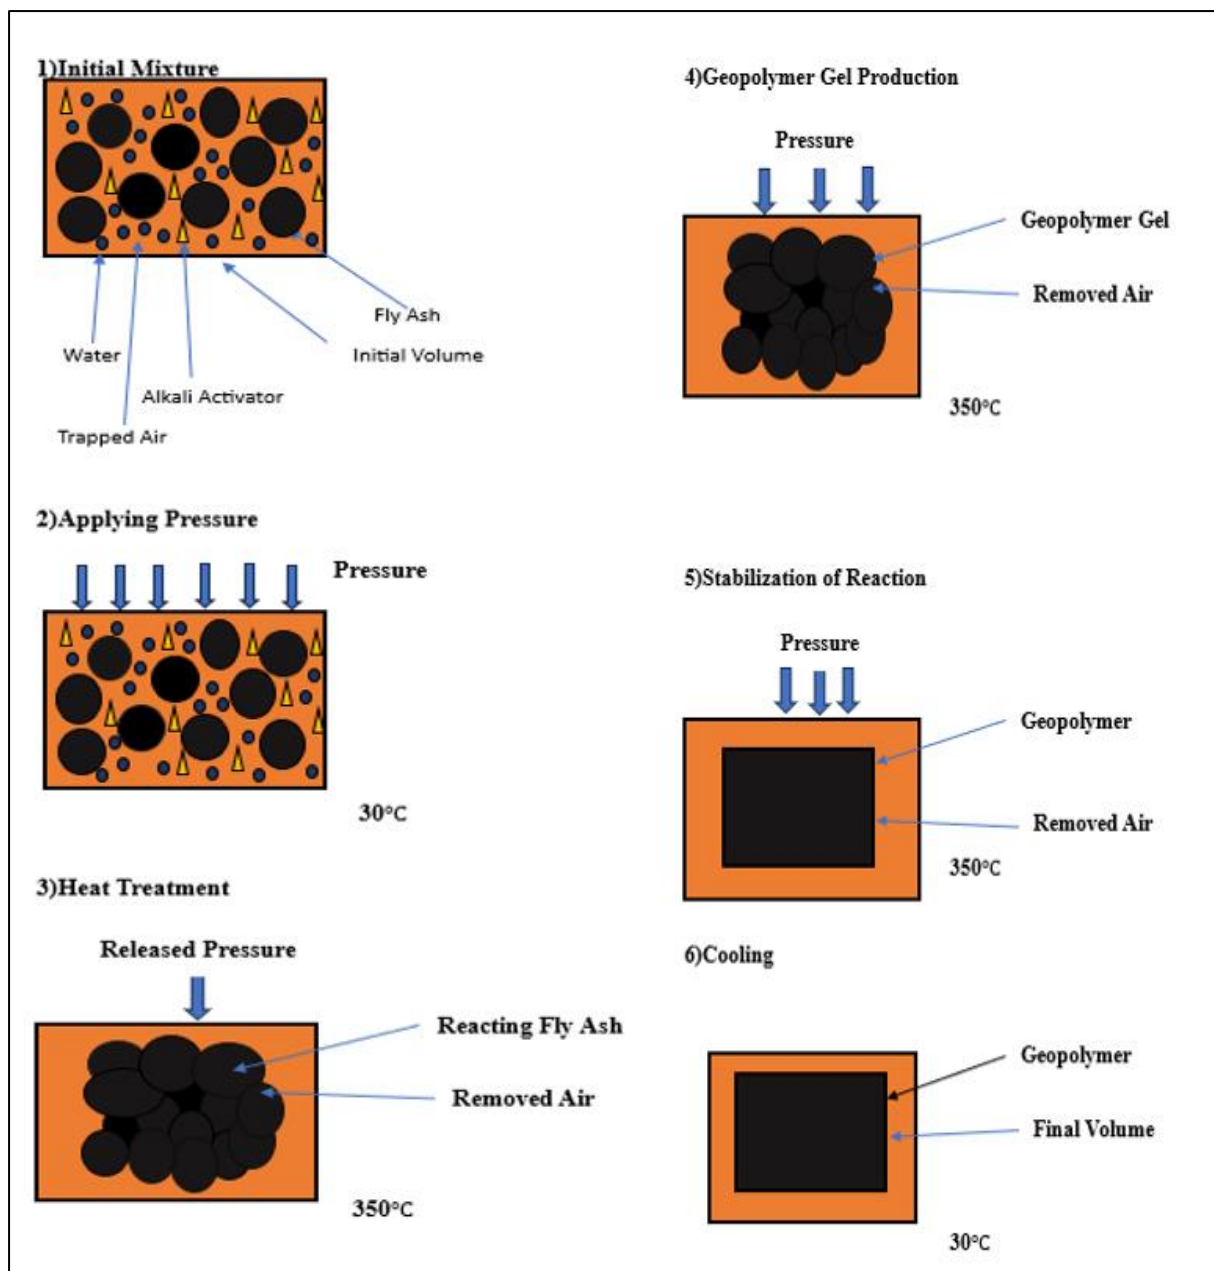 1)Initial Mixture
Fly Ash
Water
Initial Volume
Alkali Activator
Trapped Air
2)Applying Pressure
Pressure
30°C
3)Heat Treatment
Released Pressure
Reacting Fly Ash
Removed Air
350°C
4)Geopolymer Gel Production
Pressure
Geopolymer Gel
Removed Air
350°C
5)Stabilization of Reaction
Pressure
Geopolymer
Removed Air
350°C
6)Cooling
Geopolymer
Final Volume
30°C